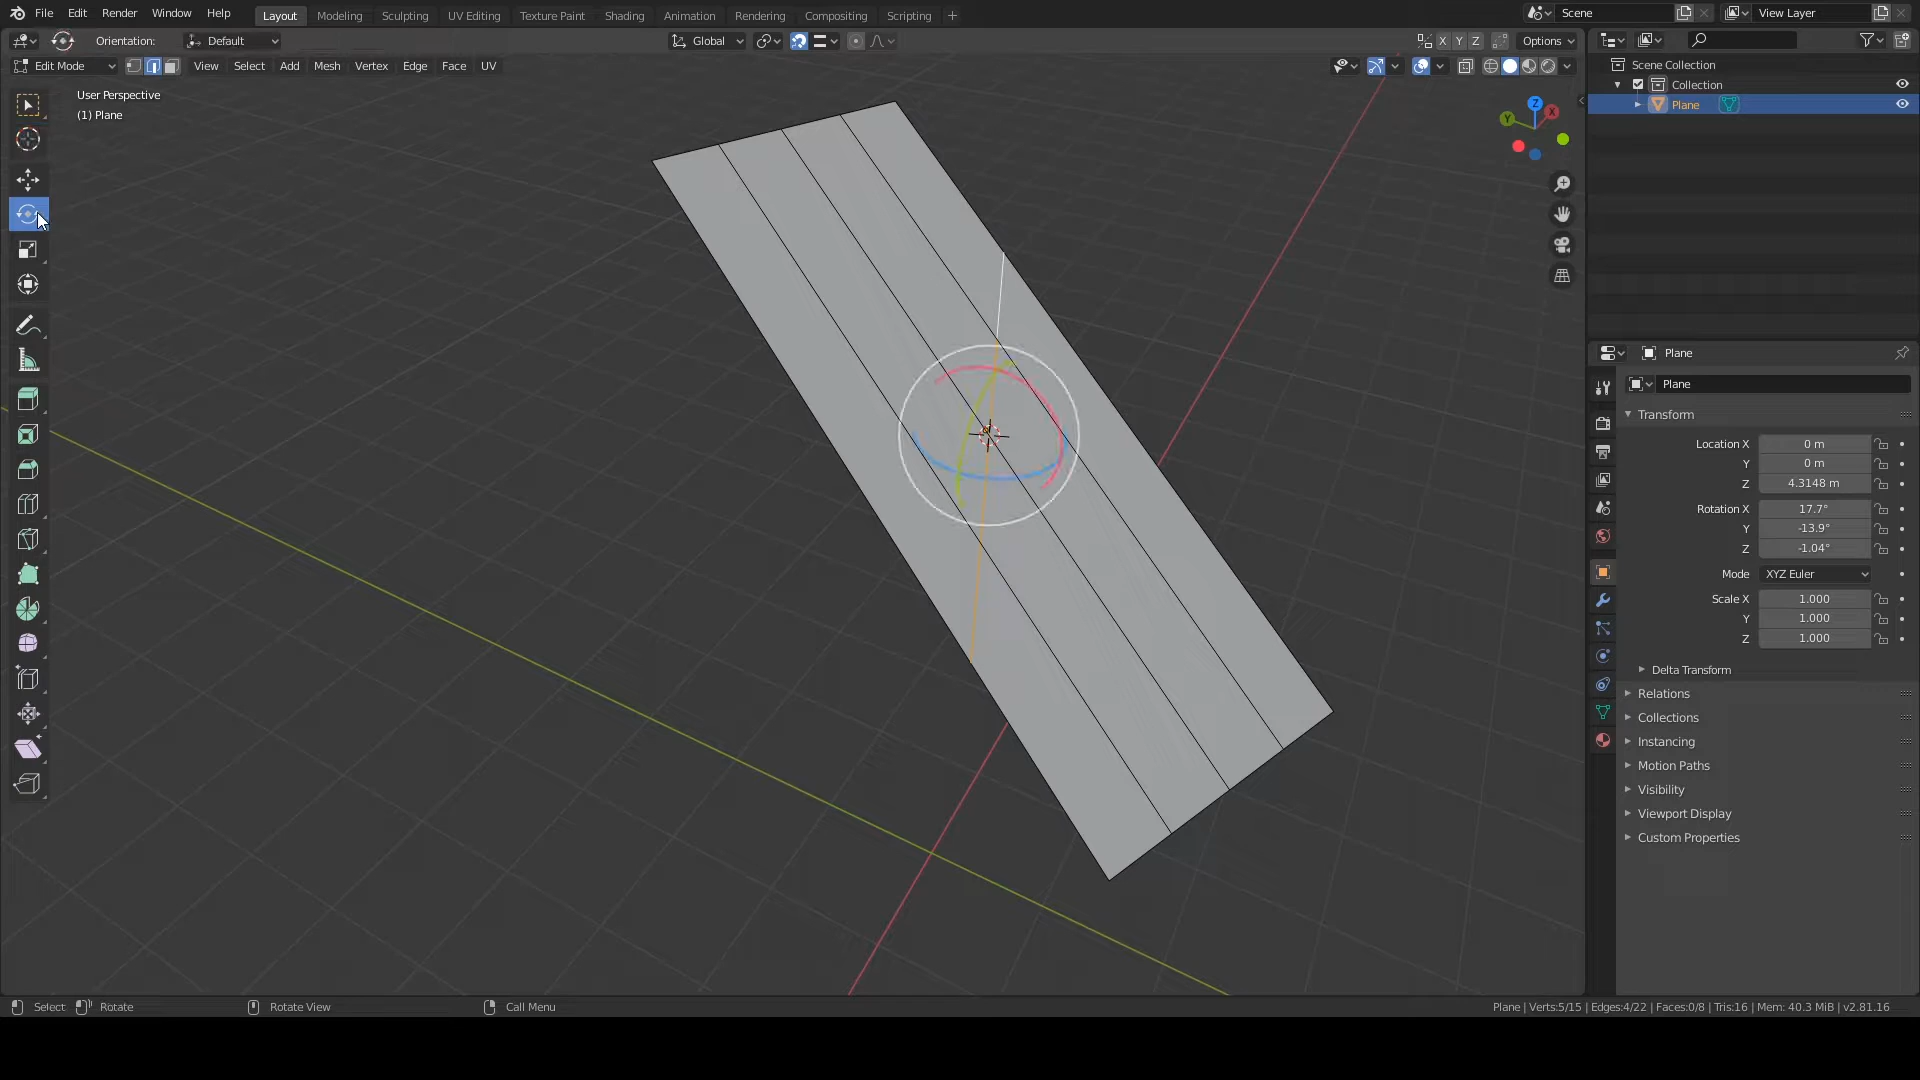 File Edit Render Window Help Layout Modeling Sculpting UV Editing Texture Paint Shading Animation Rendering Compositing Scripting + Scene View Layer
Orientation: Default Global X Y Z Options
Edit Mode View Select Add Mesh Vertex Edge Face UV
User Perspective
(1) Plane
Z
X
Y
Scene Collection
Collection
Plane
Plane
Plane
Transform
Location X 0 m
Y 0 m
Z 4.3148 m
Rotation X 17.7°
Y -13.9°
Z -1.04°
Mode XYZ Euler
Scale X 1.000
Y 1.000
Z 1.000
Delta Transform
Relations
Collections
Instancing
Motion Paths
Visibility
Viewport Display
Custom Properties
Select Rotate Rotate View Call Menu Plane | Verts:5/15 | Edges:4/22 | Faces:0/8 | Tris:16 | Mem: 40.3 MiB | v2.81.16